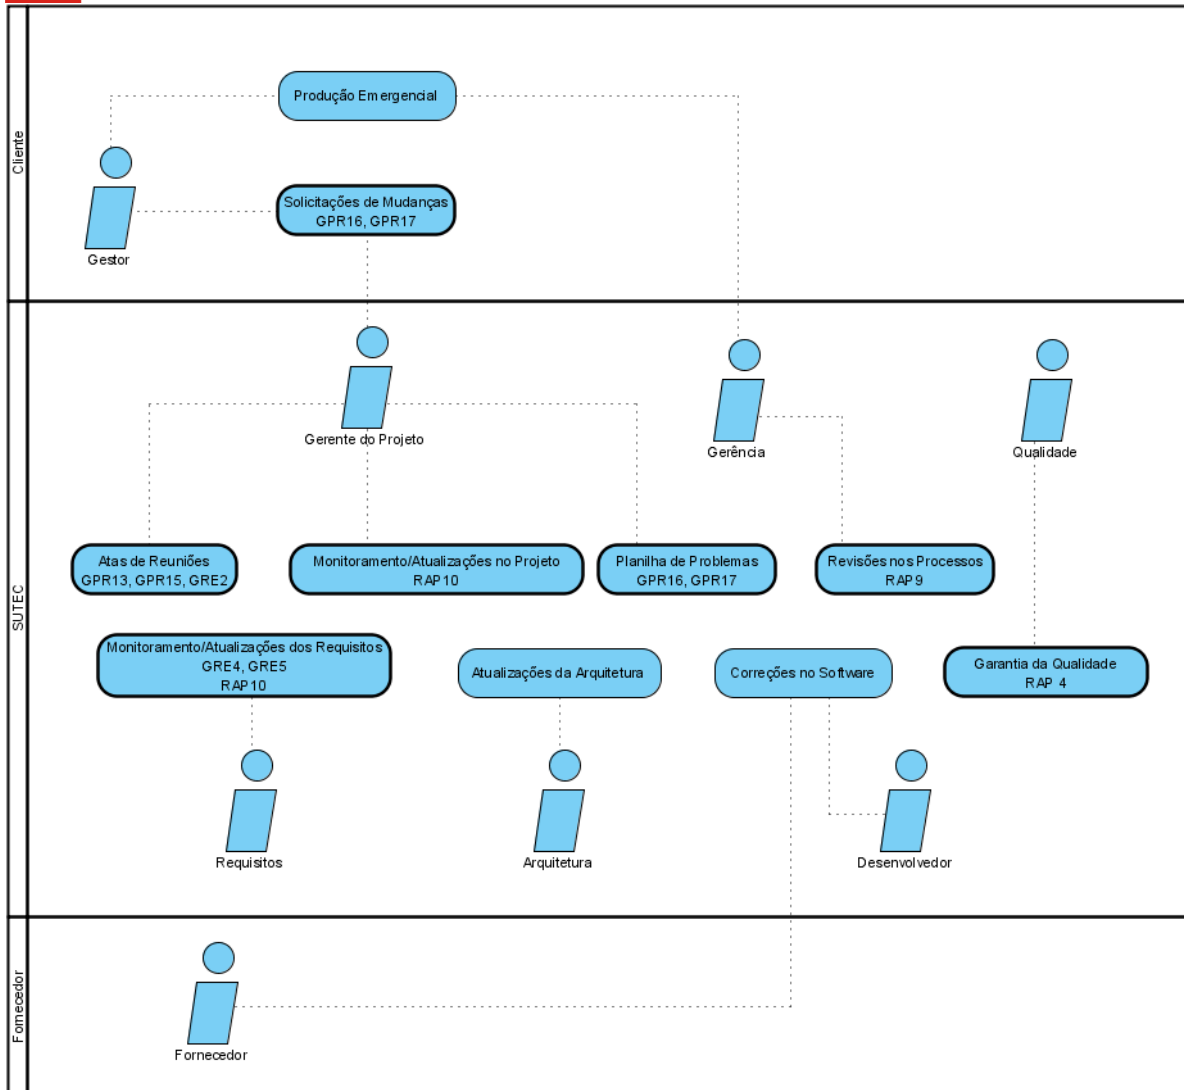 Cliente
Produção Emergencial
Solicitações de Mudanças
GPR16, GPR17
Gestor
SUTEC
Gerente do Projeto
Gerência
Qualidade
Atas de Reuniões
GPR13, GPR15, GRE2
Monitoramento/Atualizações no Projeto
RAP10
Planilha de Problemas
GPR16, GPR17
Revisões nos Processos
RAP9
Monitoramento/Atualizações dos Requisitos
GRE4, GRE5
RAP10
Atualizações da Arquitetura
Correções no Software
Garantia da Qualidade
RAP 4
Requisitos
Arquitetura
Desenvolvedor
Fornecedor
Fornecedor